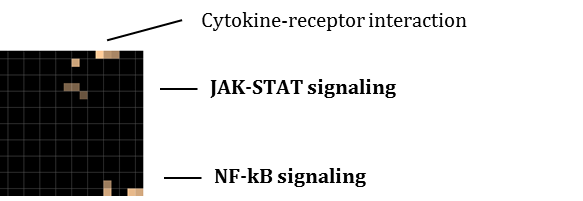 Cytokine-receptor interaction
JAK-STAT signaling
NF-kB signaling